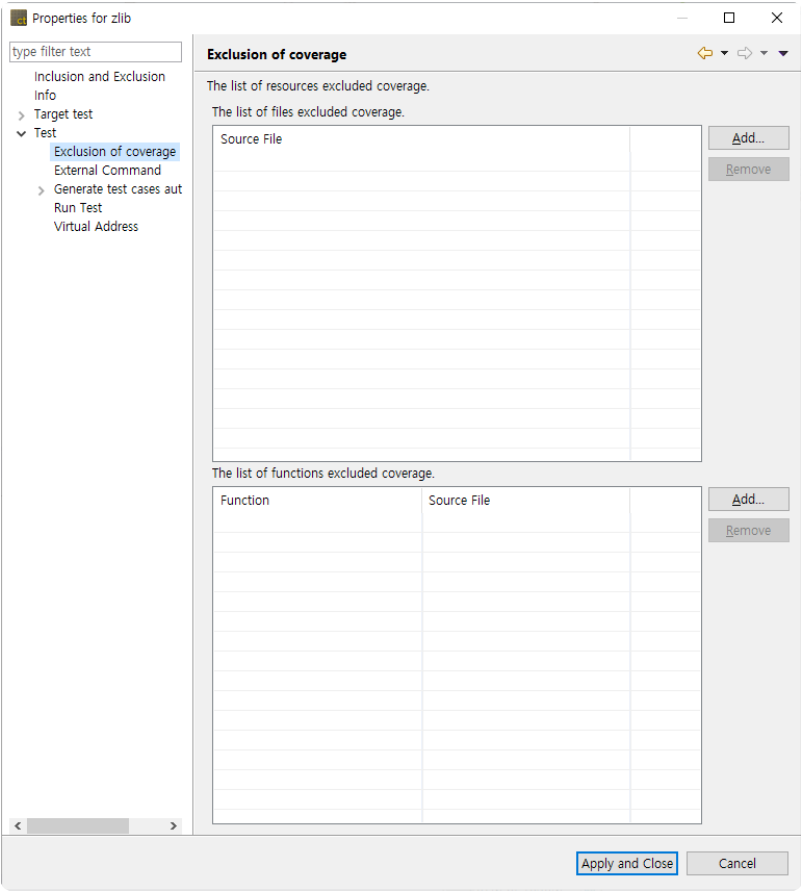 ct Properties for zlib
type filter text
Inclusion and Exclusion
Info
Target test
Test
Exclusion of coverage
External Command
Generate test cases aut
Run Test
Virtual Address
Exclusion of coverage
The list of resources excluded coverage.
The list of files excluded coverage.
Source File
Add...
Remove
The list of functions excluded coverage.
Function Source File
Add...
Remove
Apply and Close Cancel